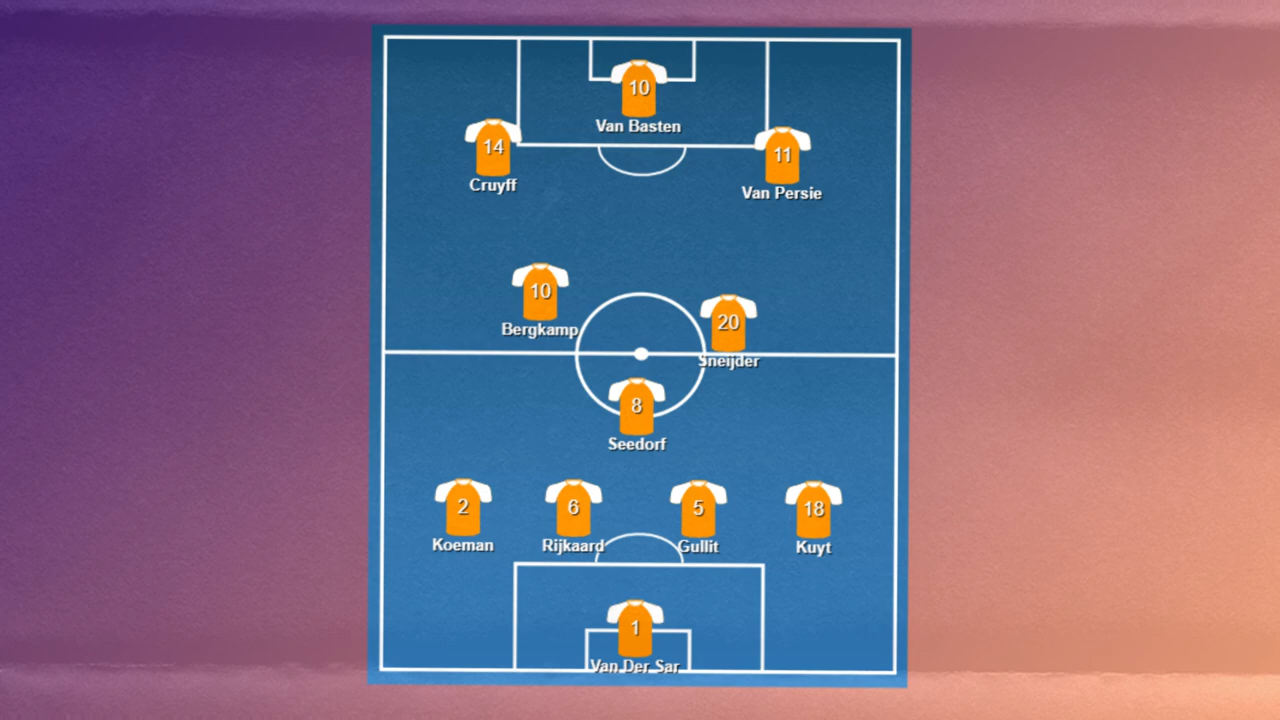 10
Van Basten
14
Cruyff
11
Van Persie
10
Bergkamp
20
Sneijder
8
Seedorf
2
Koeman
6
Rijkaard
5
Gullit
18
Kuyt
1
Van Der Sar